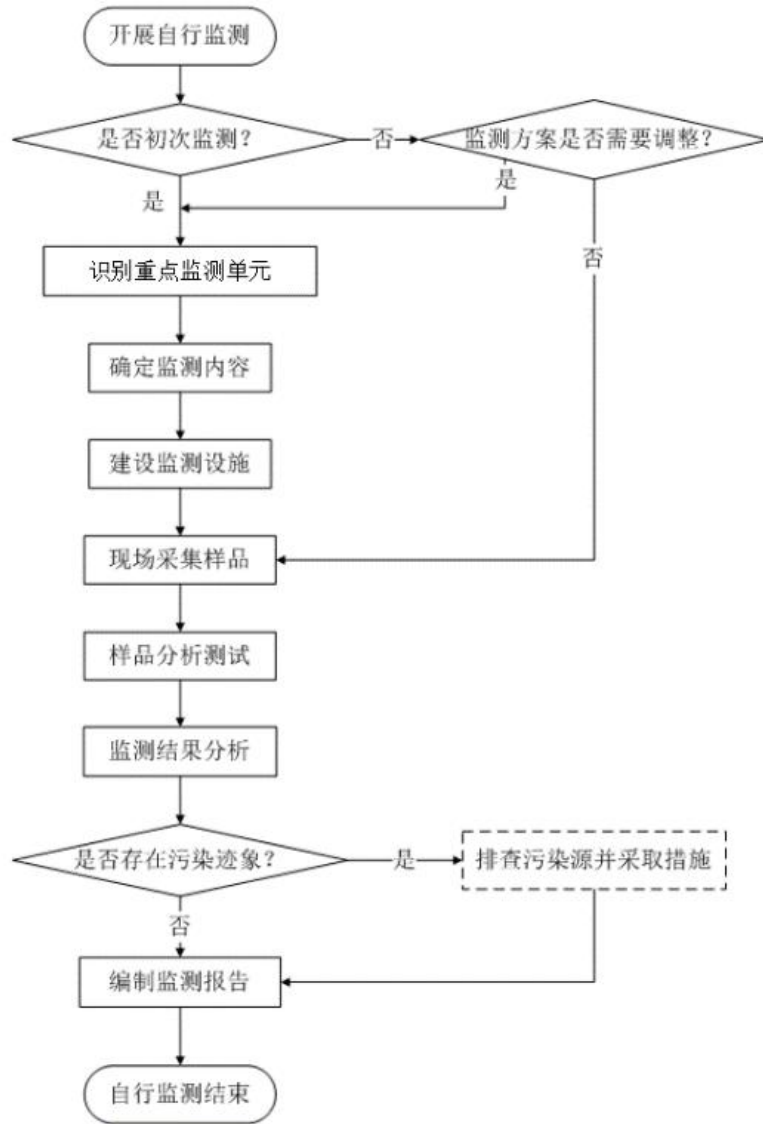 开展自行监测
是否初次监测？
否
监测方案是否需要调整？
是
是
否
识别重点监测单元
确定监测内容
建设监测设施
现场采集样品
样品分析测试
监测结果分析
是否存在污染迹象？
是
排查污染源并采取措施
否
编制监测报告
自行监测结束